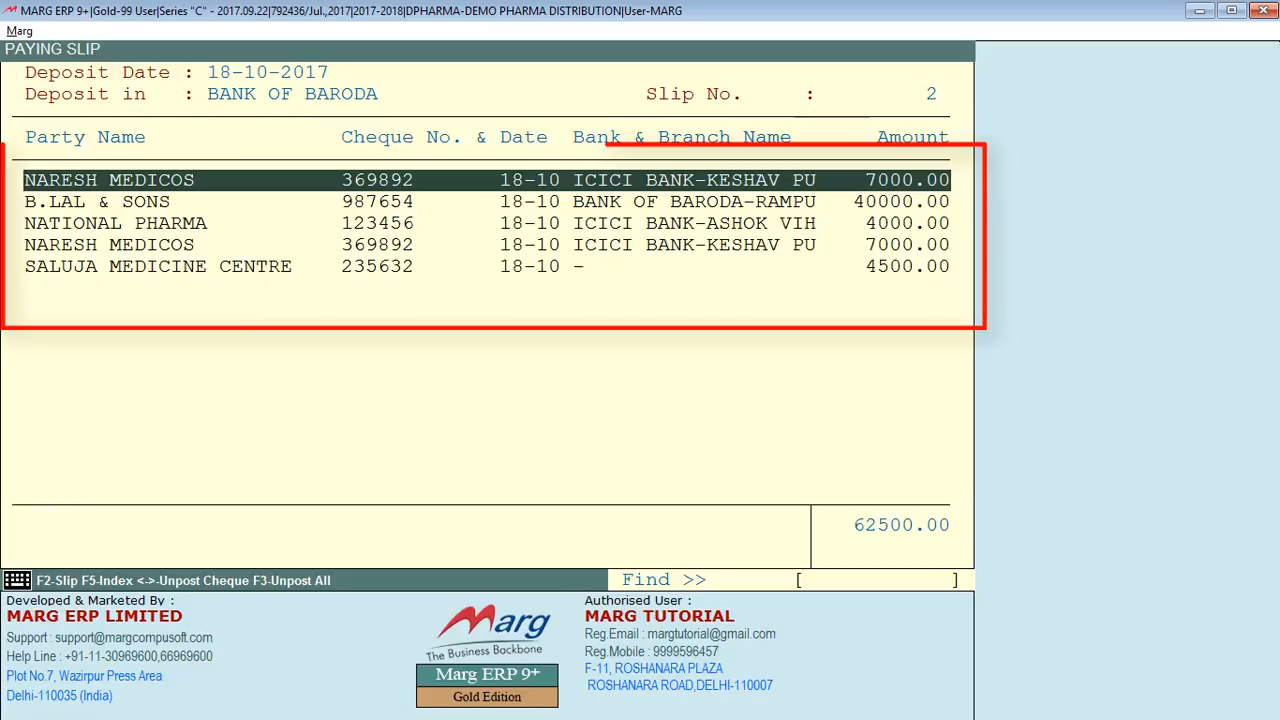 MARG ERP 9+|Gold-99 User|Series "C" - 2017.09.22|792436/Jul.,2017|2017-2018|DPHARMA-DEMO PHARMA DISTRIBUTION|User-MARG
Marg
PAYING SLIP
Deposit Date : 18-10-2017
Deposit in : BANK OF BARODA Slip No. : 2
Party Name Cheque No. & Date Bank & Branch Name Amount
NARESH MEDICOS 369892 18-10 ICICI BANK-KESHAV PU 7000.00
B.LAL & SONS 987654 18-10 BANK OF BARODA-RAMPU 40000.00
NATIONAL PHARMA 123456 18-10 ICICI BANK-ASHOK VIH 4000.00
NARESH MEDICOS 369892 18-10 ICICI BANK-KESHAV PU 7000.00
SALUJA MEDICINE CENTRE 235632 18-10 - 4500.00
62500.00
F2-Slip F5-Index <->-Unpost Cheque F3-Unpost All Find >> [ ]
Developed & Marketed By :
MARG ERP LIMITED
Support : support@margcompusoft.com
Help Line : +91-11-30969600,66969600
Plot No.7, Wazirpur Press Area
Delhi-110035 (India)
Marg
The Business Backbone
Marg ERP 9+
Gold Edition
Authorised User :
MARG TUTORIAL
Reg.Email : margtutorial@gmail.com
Reg.Mobile : 9999596457
F-11, ROSHANARA PLAZA
ROSHANARA ROAD,DELHI-110007